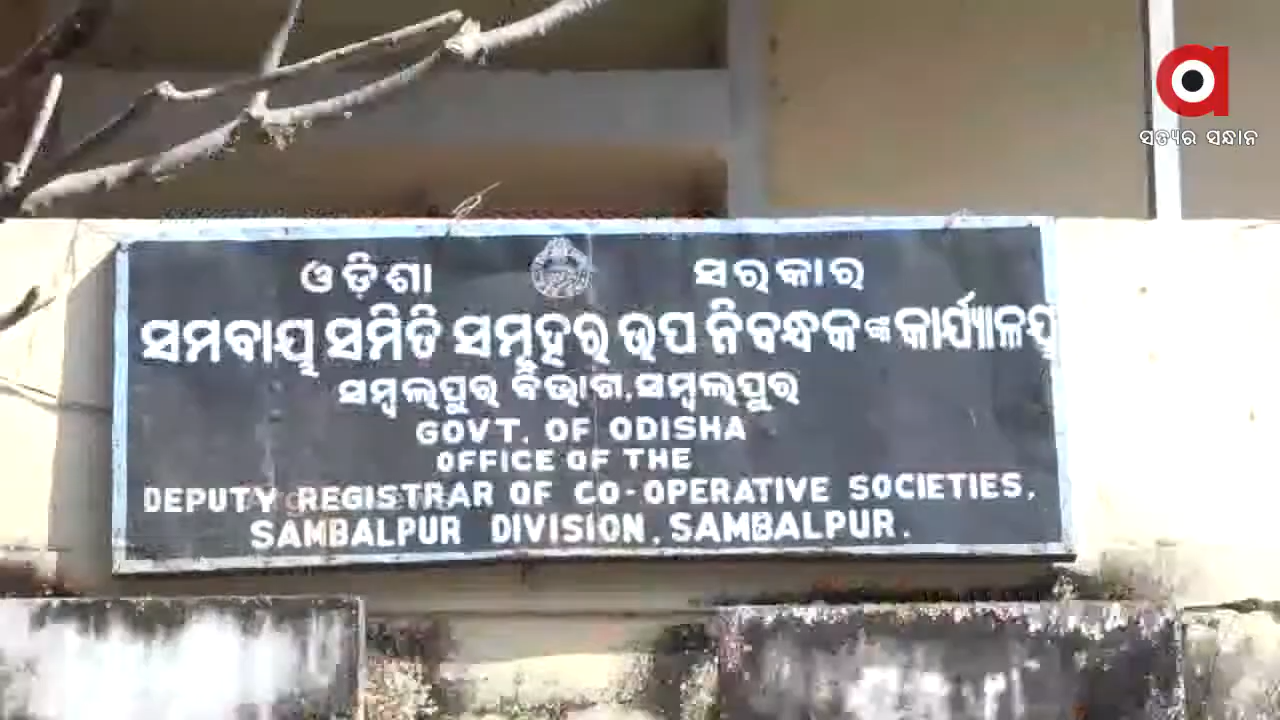 ସତ୍ୟର ସନ୍ଧାନ
ଓଡ଼ିଶା ସରକାର
ସମବାୟ ସମିତି ସମୂହର ଉପ ନିବନ୍ଧକଙ୍କ କାର୍ଯ୍ୟାଳୟ
ସମ୍ବଲପୁର ବିଭାଗ,ସମ୍ବଲପୁର
GOVT. OF ODISHA
OFFICE OF THE
DEPUTY REGISTRAR OF CO-OPERATIVE SOCIETIES,
SAMBALPUR DIVISION, SAMBALPUR.